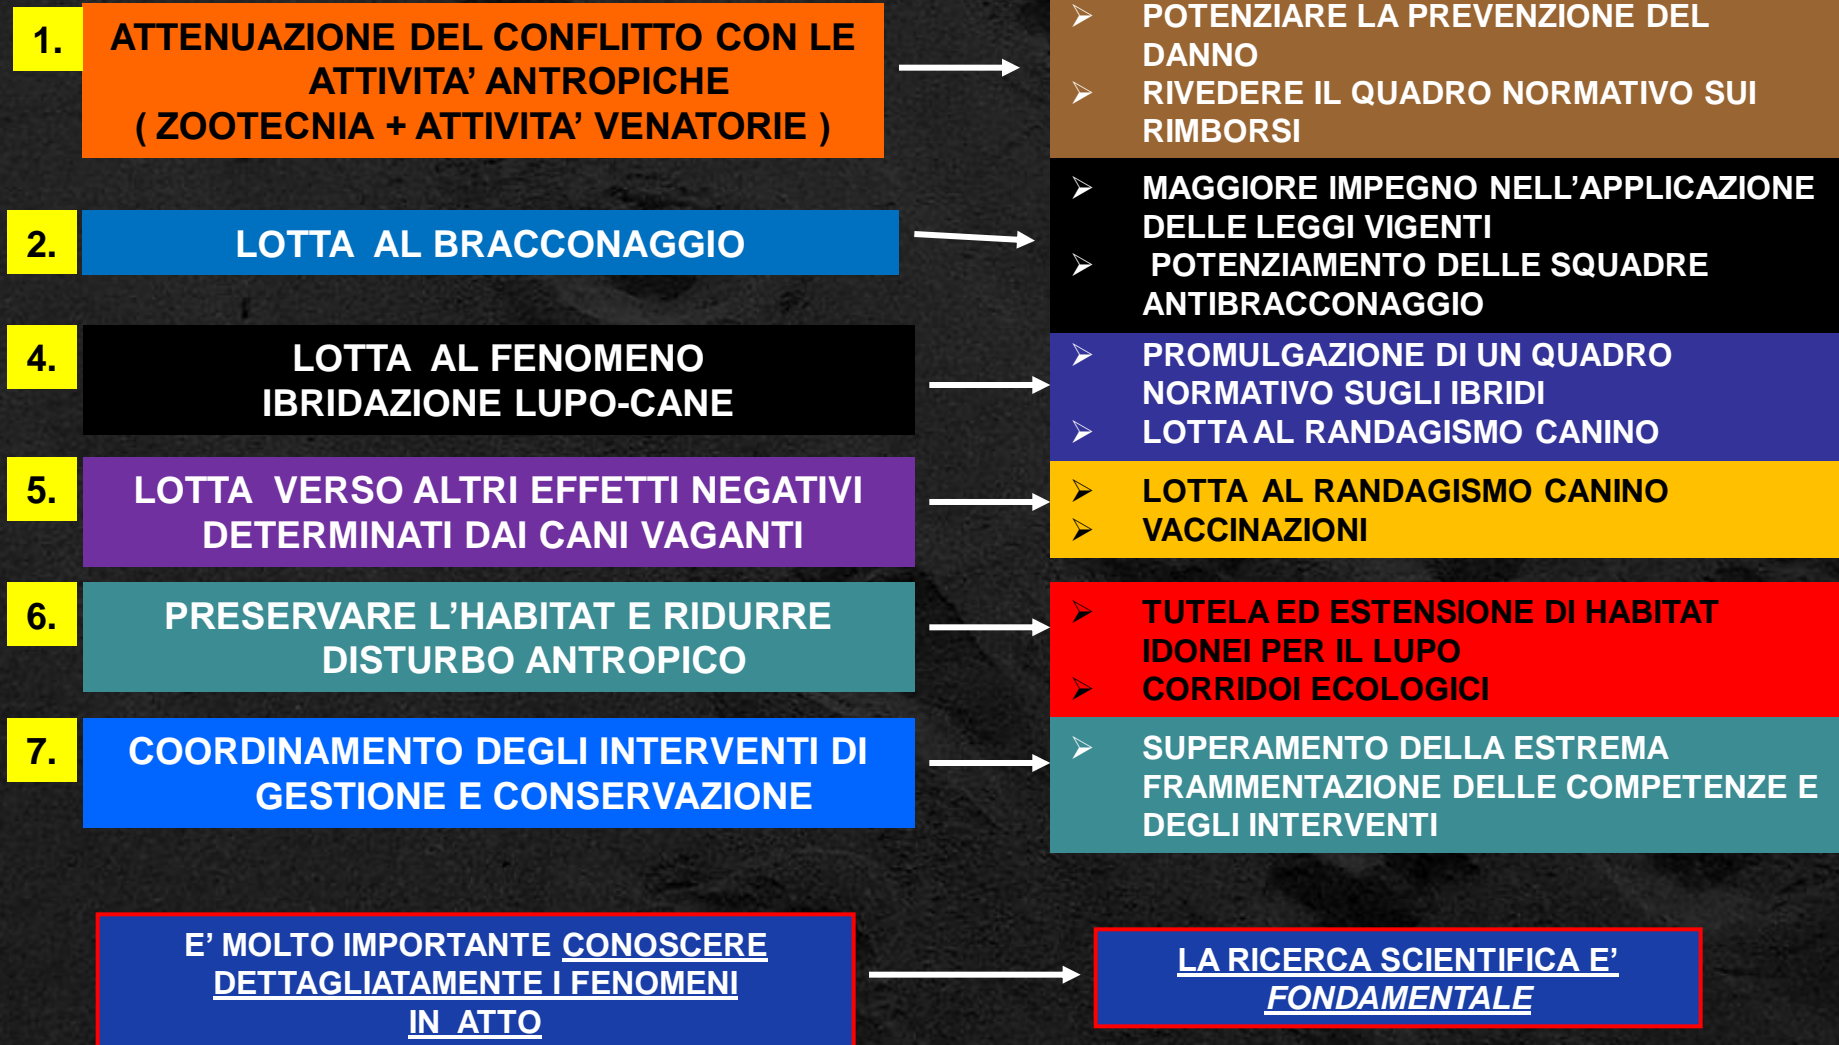 1.
ATTENUAZIONE DEL CONFLITTO CON LE
ATTIVITA’ ANTROPICHE
( ZOOTECNIA + ATTIVITA’ VENATORIE )
➢ POTENZIARE LA PREVENZIONE DEL
DANNO
➢ RIVEDERE IL QUADRO NORMATIVO SUI
RIMBORSI
2.
LOTTA AL BRACCONAGGIO
➢ MAGGIORE IMPEGNO NELL’APPLICAZIONE
DELLE LEGGI VIGENTI
➢ POTENZIAMENTO DELLE SQUADRE
ANTIBRACCONAGGIO
4.
LOTTA AL FENOMENO
IBRIDAZIONE LUPO-CANE
➢ PROMULGAZIONE DI UN QUADRO
NORMATIVO SUGLI IBRIDI
➢ LOTTA AL RANDAGISMO CANINO
5.
LOTTA VERSO ALTRI EFFETTI NEGATIVI
DETERMINATI DAI CANI VAGANTI
➢ LOTTA AL RANDAGISMO CANINO
➢ VACCINAZIONI
6.
PRESERVARE L’HABITAT E RIDURRE
DISTURBO ANTROPICO
➢ TUTELA ED ESTENSIONE DI HABITAT
IDONEI PER IL LUPO
➢ CORRIDOI ECOLOGICI
7.
COORDINAMENTO DEGLI INTERVENTI DI
GESTIONE E CONSERVAZIONE
➢ SUPERAMENTO DELLA ESTREMA
FRAMMENTAZIONE DELLE COMPETENZE E
DEGLI INTERVENTI
E’ MOLTO IMPORTANTE CONOSCERE
DETTAGLIATAMENTE I FENOMENI
IN ATTO
LA RICERCA SCIENTIFICA E’
FONDAMENTALE